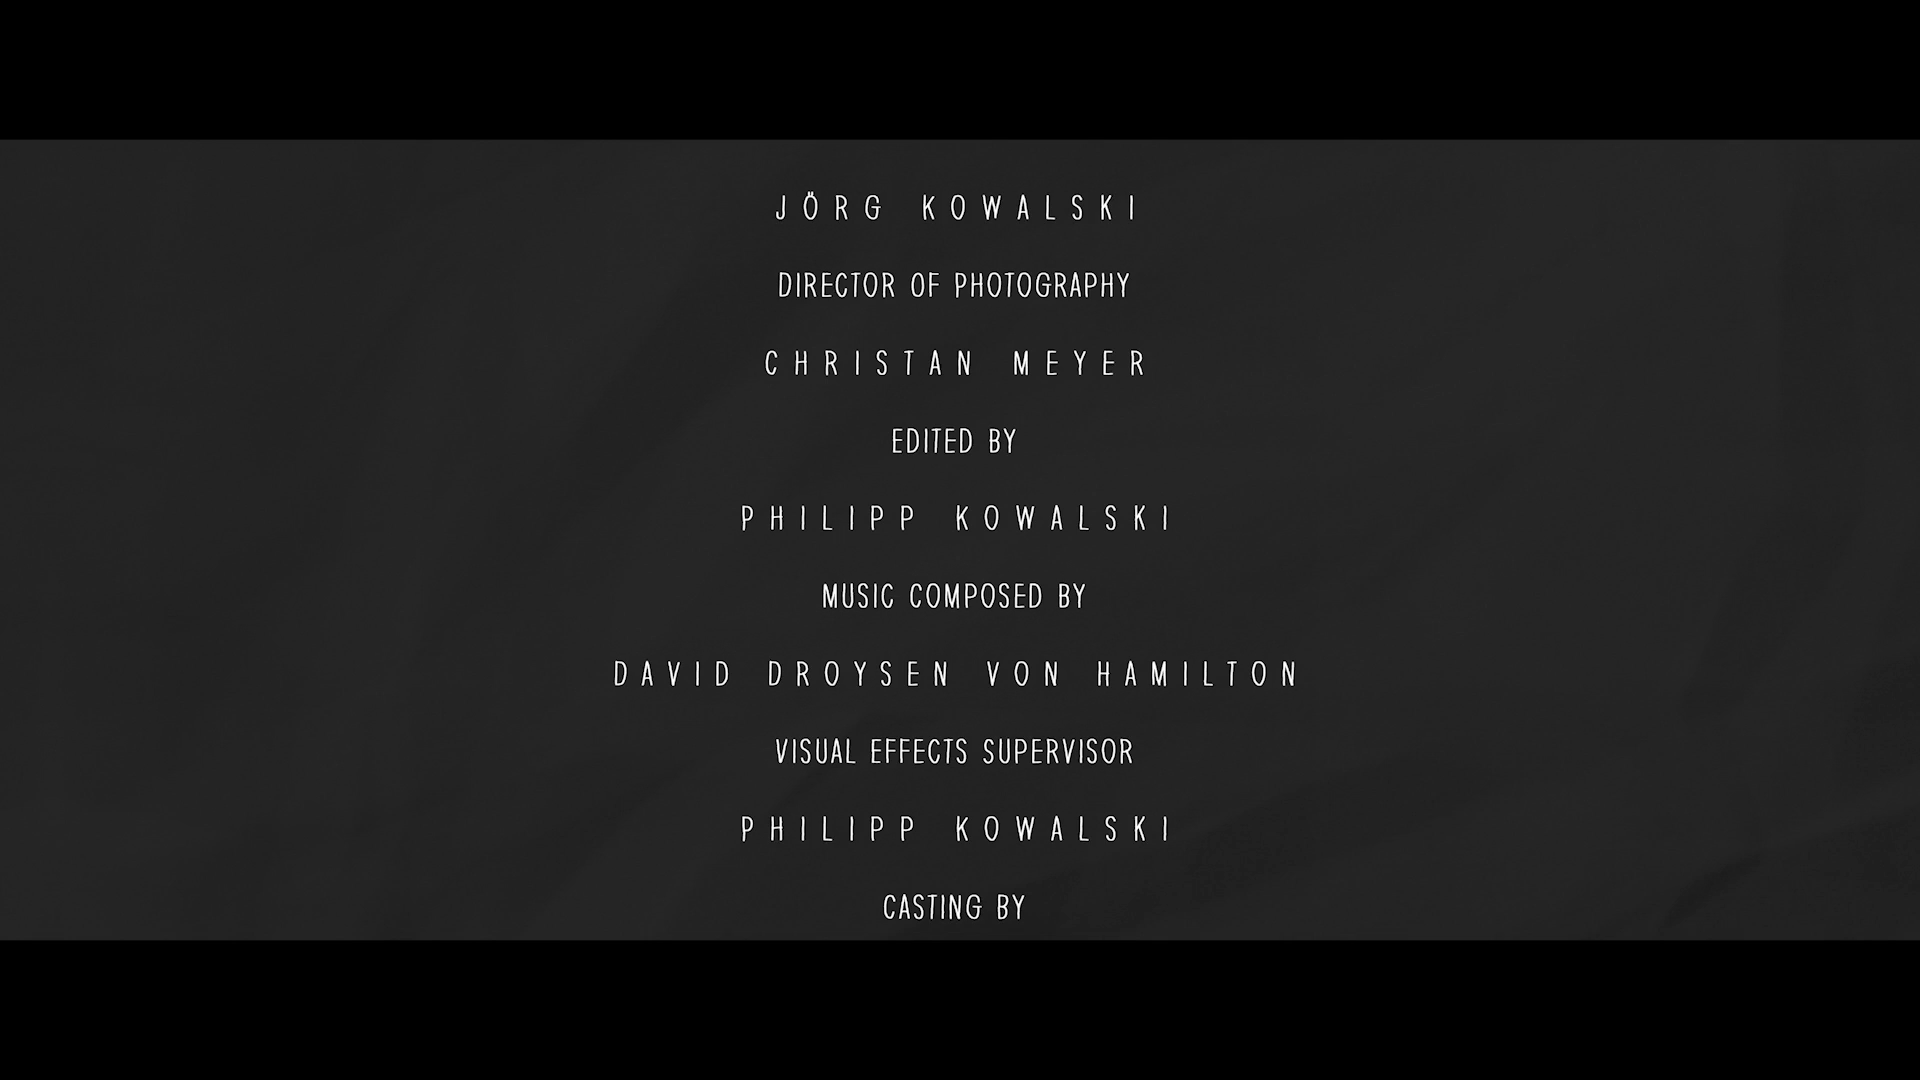 JÖRG KOWALSKI
DIRECTOR OF PHOTOGRAPHY
CHRISTAN MEYER
EDITED BY
PHILIPP KOWALSKI
MUSIC COMPOSED BY
DAVID DROYSEN VON HAMILTON
VISUAL EFFECTS SUPERVISOR
PHILIPP KOWALSKI
CASTING BY